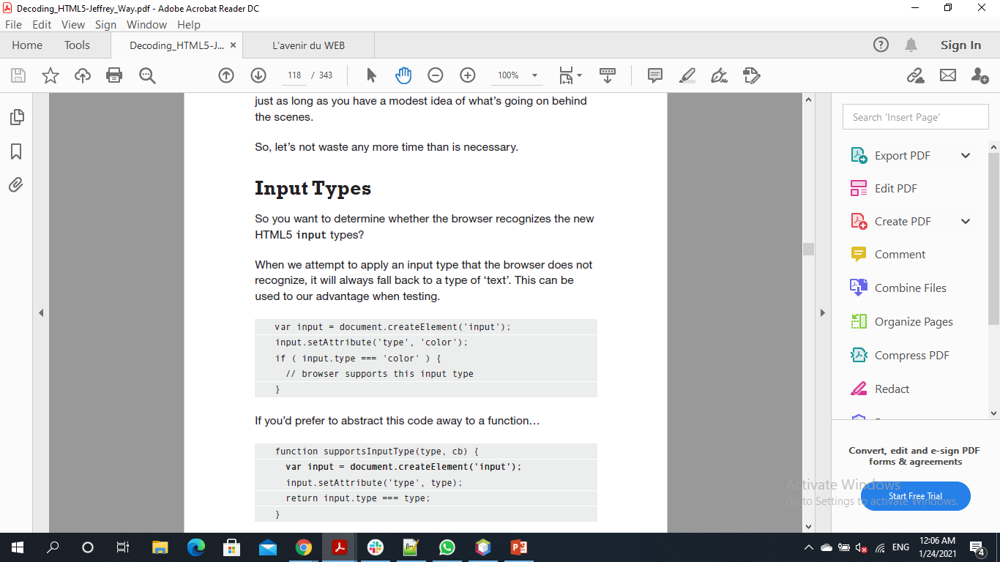 Decoding_HTML5-Jeffrey_Way.pdf - Adobe Acrobat Reader DC
File Edit View Sign Window Help
Home Tools Decoding_HTML5-J... × L'avenir du WEB Sign In
118 / 343 100%
just as long as you have a modest idea of what's going on behind
the scenes.
So, let's not waste any more time than is necessary.
Input Types
So you want to determine whether the browser recognizes the new
HTML5 input types?
When we attempt to apply an input type that the browser does not
recognize, it will always fall back to a type of ‘text’. This can be
used to our advantage when testing.
var input = document.createElement('input');
input.setAttribute('type', 'color');
if ( input.type === 'color' ) {
// browser supports this input type
}
If you'd prefer to abstract this code away to a function…
function supportsInputType(type, cb) {
var input = document.createElement('input');
input.setAttribute('type', type);
return input.type === type;
}
Search 'Insert Page'
Export PDF
Edit PDF
Create PDF
Comment
Combine Files
Organize Pages
Compress PDF
Redact
Convert, edit and e-sign PDF
forms & agreements
Activate Windows
Go to Settings to activate Windows.
Start Free Trial
ENG
12:06 AM
1/24/2021
4